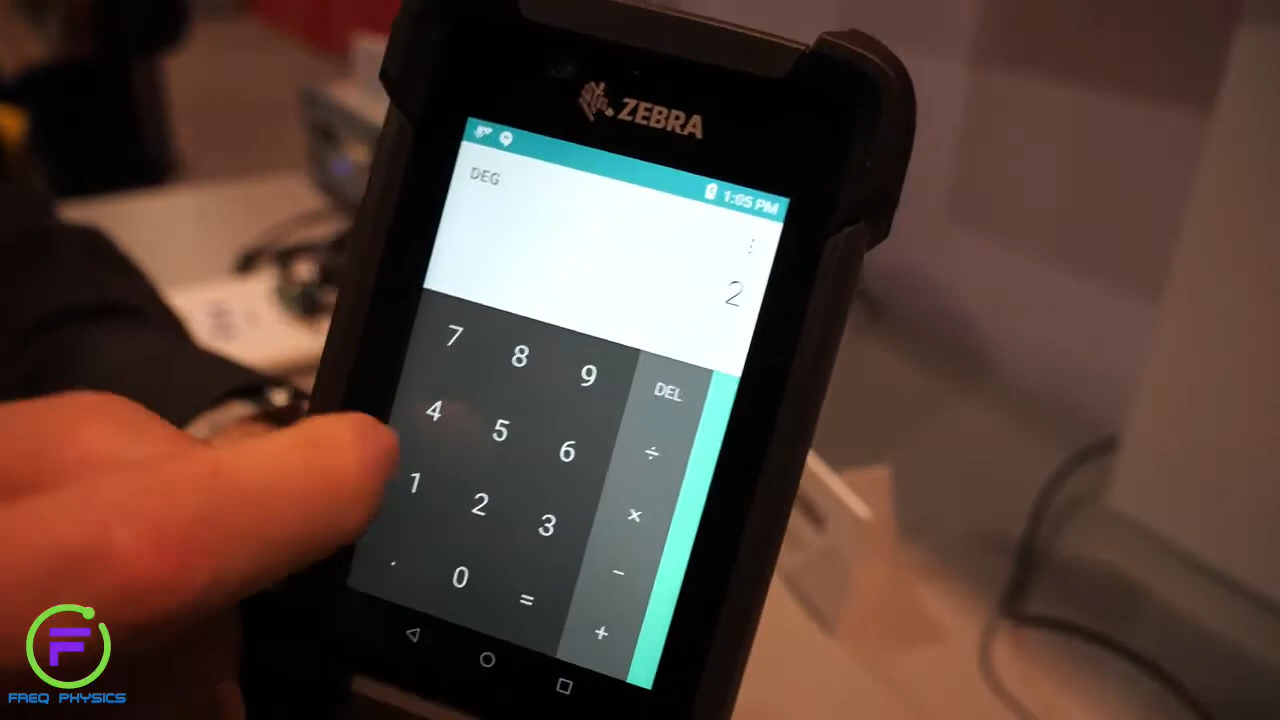 ZEBRA
1:05 PM
DEG
2
7 8 9 DEL
4 5 6 ÷
1 2 3 ×
. 0 = −
+
FREQ PHYSICS